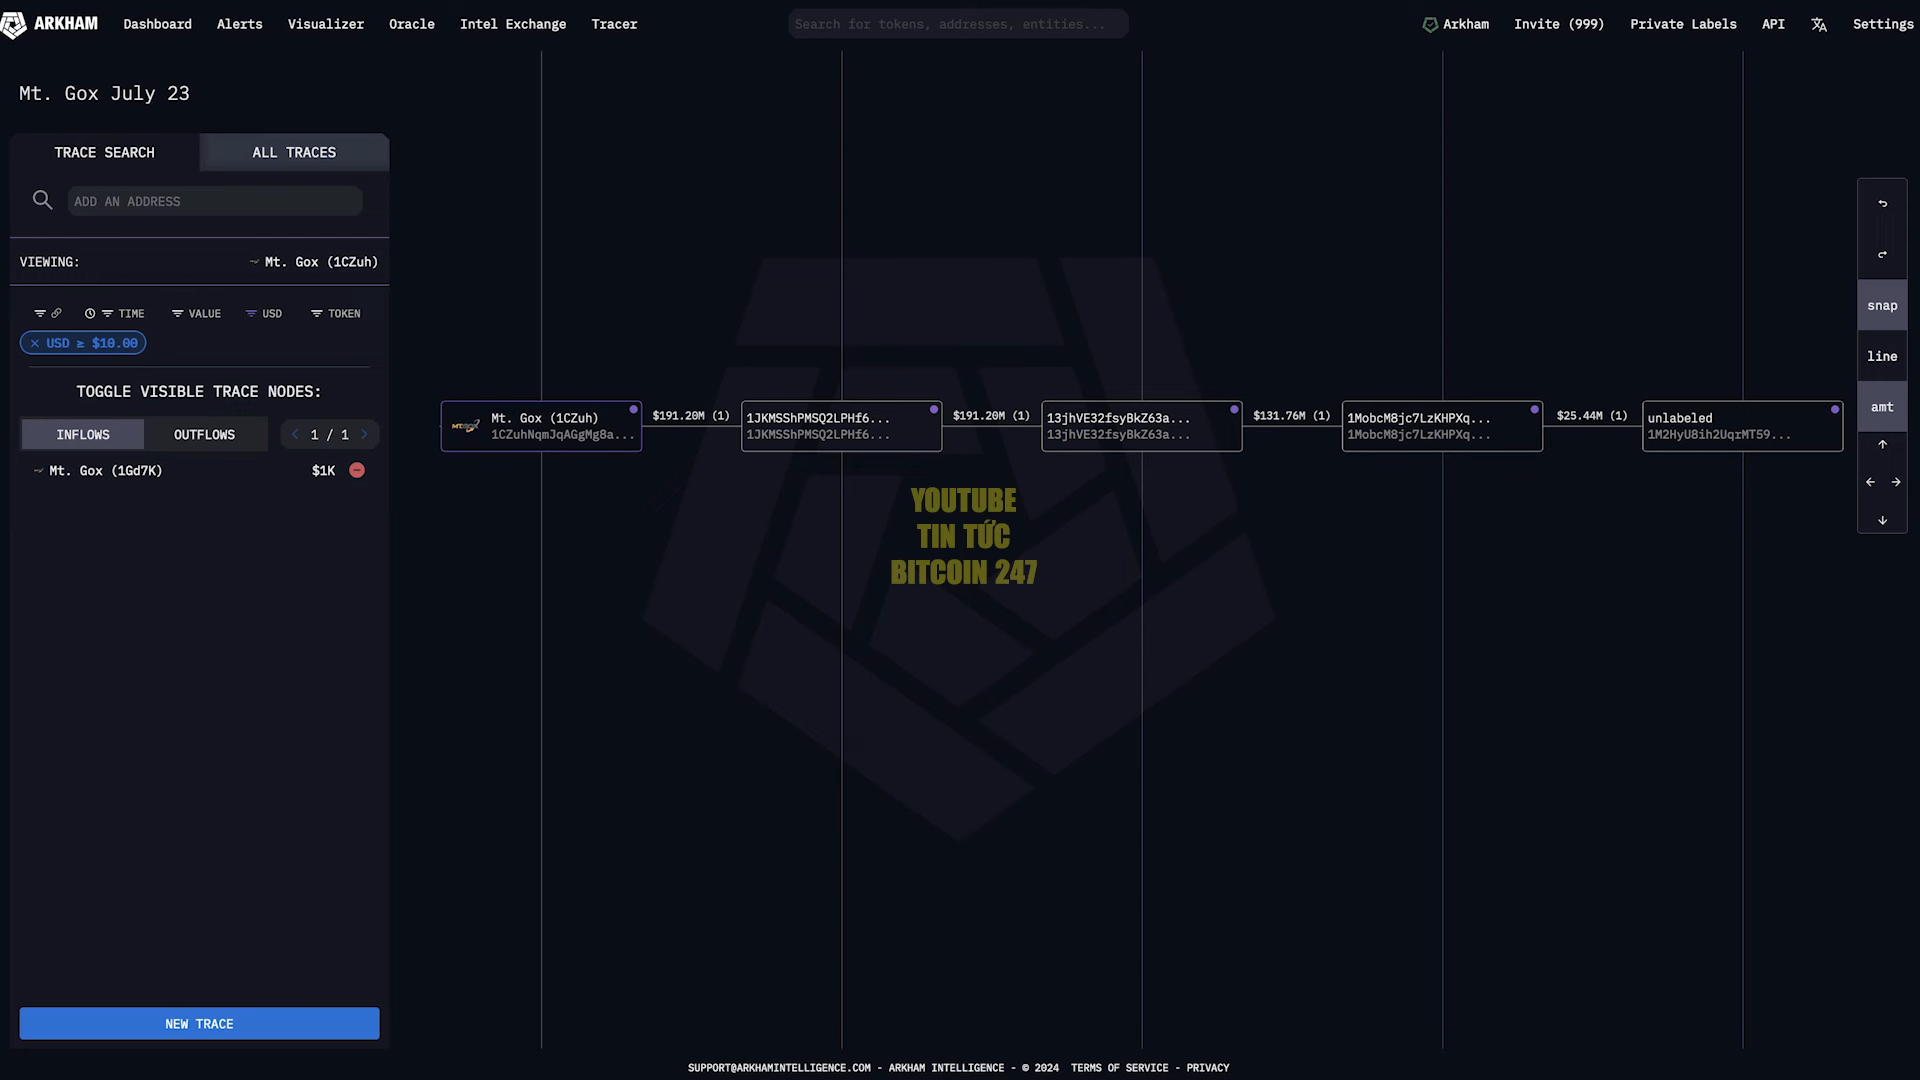 ARKHAM Dashboard Alerts Visualizer Oracle Intel Exchange Tracer Search for tokens, addresses, entities... Arkham Invite (999) Private Labels API Settings
Mt. Gox July 23
TRACE SEARCH ALL TRACES
ADD AN ADDRESS
VIEWING: Mt. Gox (1CZuh)
TIME VALUE USD TOKEN
× USD ≥ $10.00
TOGGLE VISIBLE TRACE NODES:
INFLOWS OUTFLOWS < 1 / 1 >
Mt. Gox (1Gd7K) $1K
NEW TRACE
Mt. Gox (1CZuh)
1CZuhNqmJqAGgMg8a...
$191.20M (1)
1JKMSShPMSQ2LPHf6...
1JKMSShPMSQ2LPHf6...
$191.20M (1)
13jhVE32fsyBkZ63a...
13jhVE32fsyBkZ63a...
$131.76M (1)
1MobcM8jc7LzKHPXq...
1MobcM8jc7LzKHPXq...
$25.44M (1)
unlabeled
1M2HyU8ih2UqrMT59...
YOUTUBE
TIN TỨC
BITCOIN 247
snap
line
amt
SUPPORT@ARKHAMINTELLIGENCE.COM - ARKHAM INTELLIGENCE - © 2024 TERMS OF SERVICE - PRIVACY